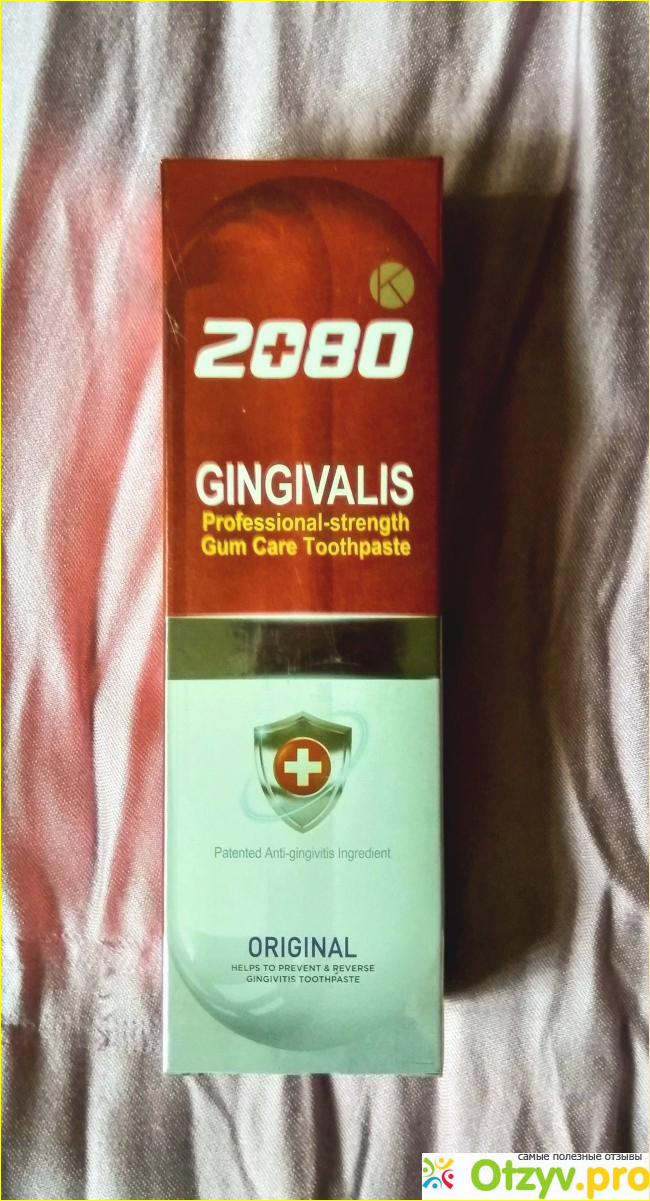 K
2080
GINGIVALIS
Professional-strength
Gum Care Toothpaste
Patented Anti-gingivitis Ingredient
ORIGINAL
HELPS TO PREVENT & REVERSE
GINGIVITIS TOOTHPASTE
самые полезные отзывы
Otzyv.pro